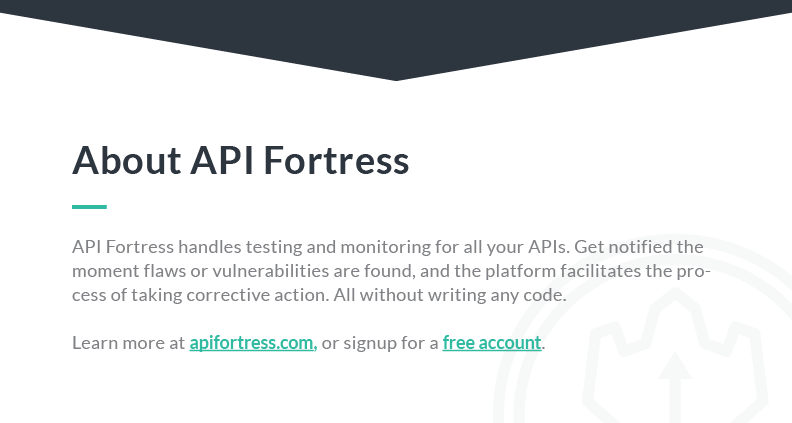 About API Fortress
API Fortress handles testing and monitoring for all your APIs. Get notified the
moment flaws or vulnerabilities are found, and the platform facilitates the pro-
cess of taking corrective action. All without writing any code.
Learn more at apifortress.com, or signup for a free account.